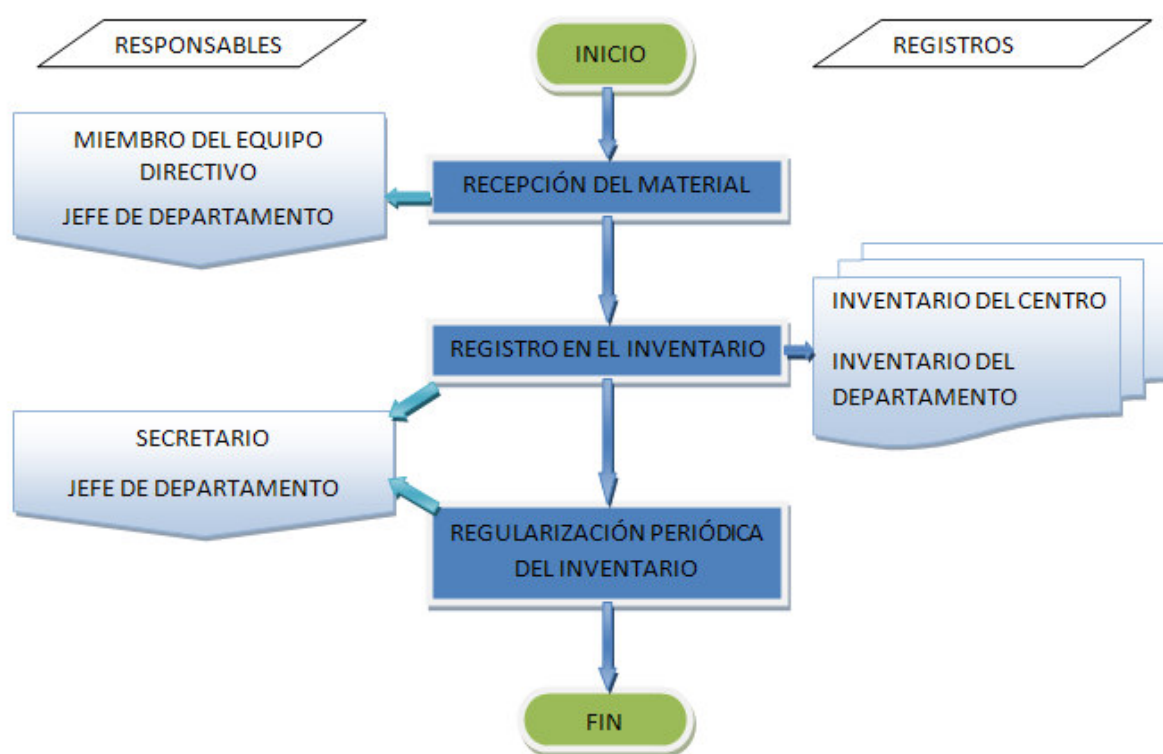 RESPONSABLES
INICIO
REGISTROS
MIEMBRO DEL EQUIPO
DIRECTIVO
JEFE DE DEPARTAMENTO
RECEPCIÓN DEL MATERIAL
REGISTRO EN EL INVENTARIO
INVENTARIO DEL CENTRO
INVENTARIO DEL
DEPARTAMENTO
SECRETARIO
JEFE DE DEPARTAMENTO
REGULARIZACIÓN PERIÓDICA
DEL INVENTARIO
FIN